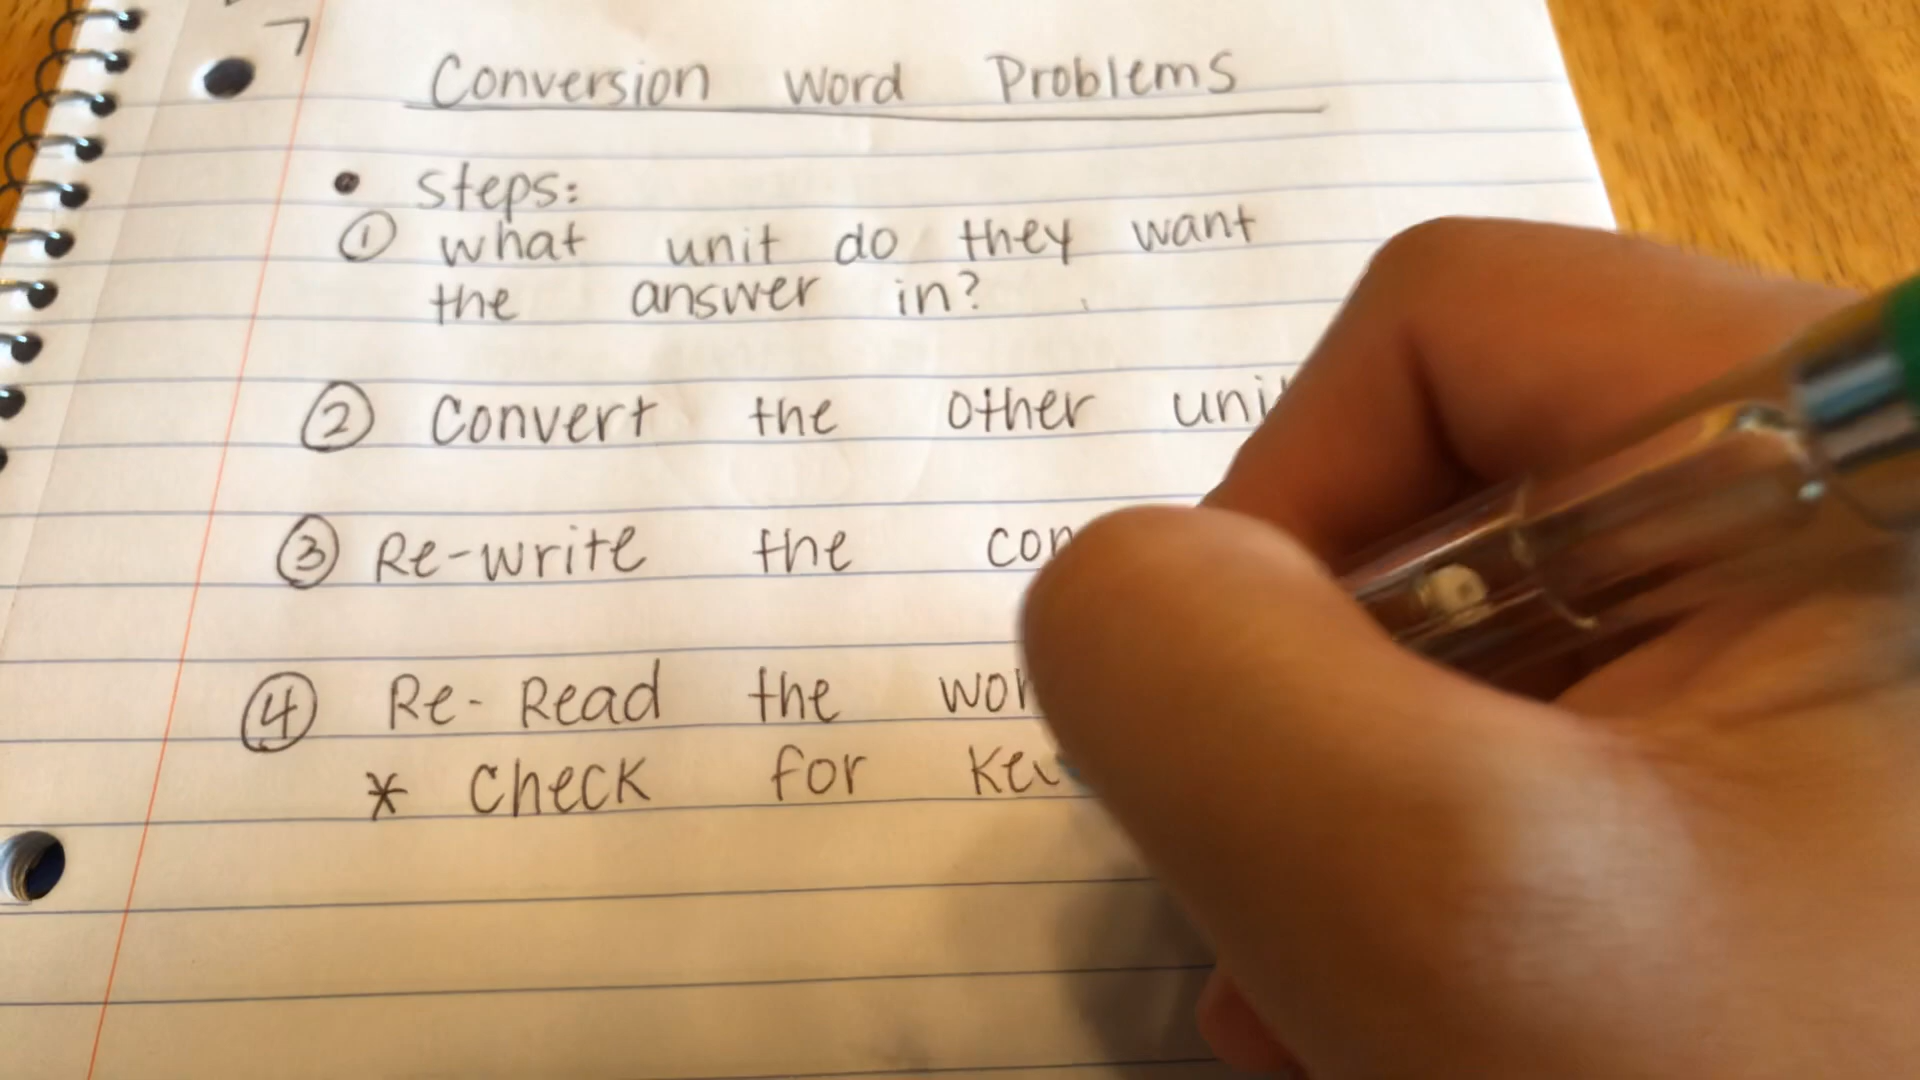 7
Conversion Word Problems
• Steps:
① what unit do they want
the answer in?
② Convert the other
③ Re-write the
④ Re-Read the
* Check for